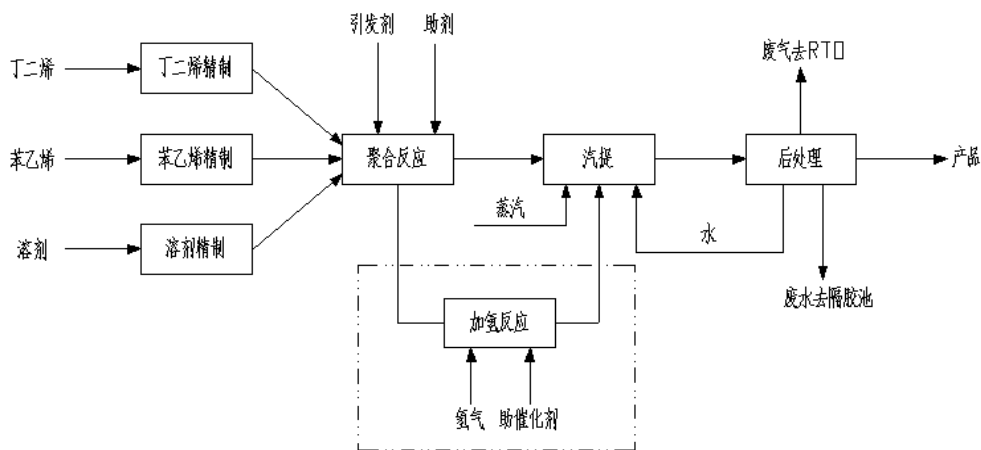 引发剂 助剂
丁二烯 丁二烯精制
废气去RTO
苯乙烯 苯乙烯精制 聚合反应 汽提 后处理 产品
蒸汽 水
溶剂 溶剂精制
废水去隔胶池
加氢反应
氢气 助催化剂